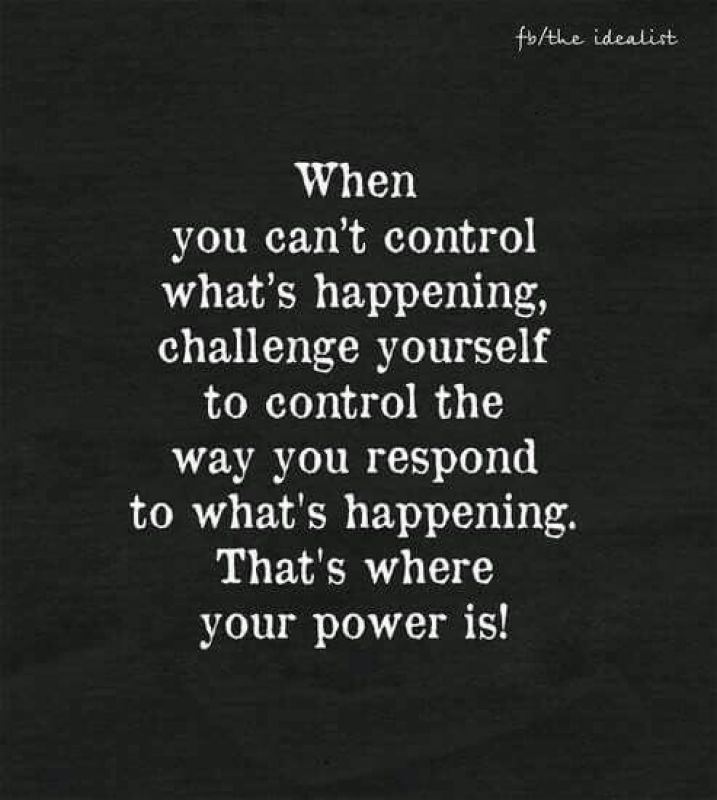 fb/the idealist
When
you can’t control
what’s happening,
challenge yourself
to control the
way you respond
to what's happening.
That's where
your power is!